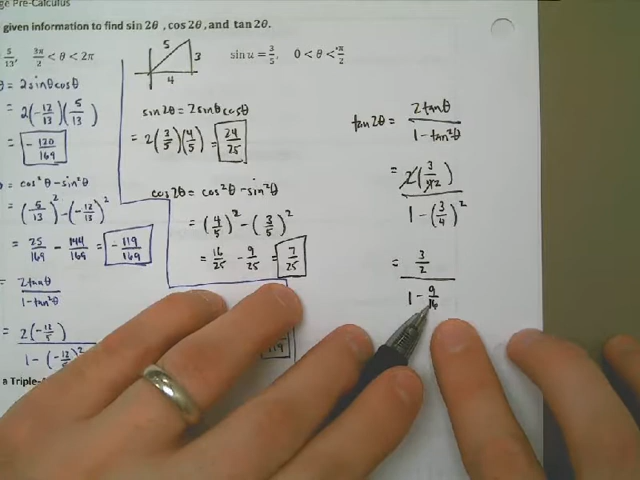 ge Pre-Calculus
given information to find sin 2θ, cos 2θ, and tan 2θ.
5/13, 3π/2 < θ < 2π
= 2sinθcosθ
= 2(-12/13)(5/13)
= -120/169
θ = cos²θ - sin²θ
= (5/13)² - (-12/13)²
= 25/169 - 144/169 = -119/169
= 2tanθ/1-tan²θ
= 2(-12/5)/1-(-12/5)²
a Triple-A
5
3
4
sin u = 3/5, 0 < θ < π/2
sin2θ = 2sinθcosθ
= 2(3/5)(4/5) = 24/25
cos2θ = cos²θ - sin²θ
= (4/5)² - (3/5)²
= 16/25 - 9/25 = 7/25
119
tan2θ = 2tanθ/1-tan²θ
= 2(3/42)/1-(3/4)²
= 3/2/1-9/16